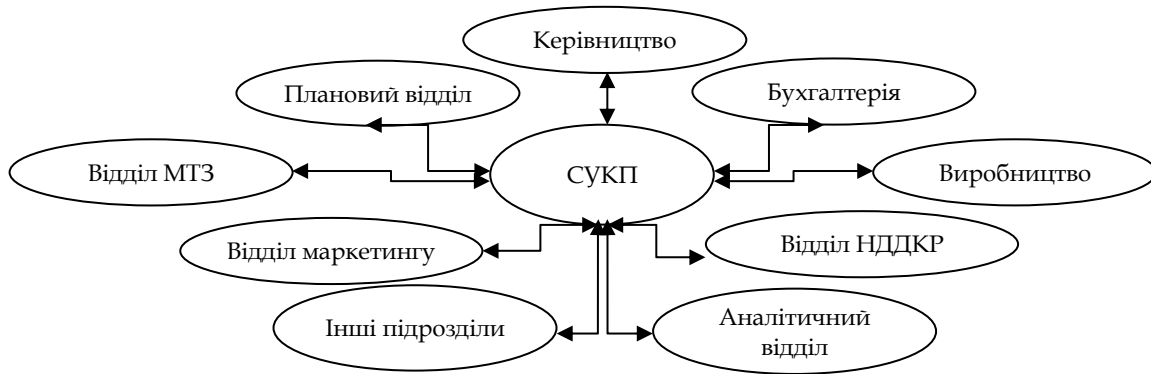 Керівництво
Плановий відділ
Бухгалтерія
Відділ МТЗ
СУКП
Виробництво
Відділ маркетингу
Відділ НДДКР
Інші підрозділи
Аналітичний
відділ